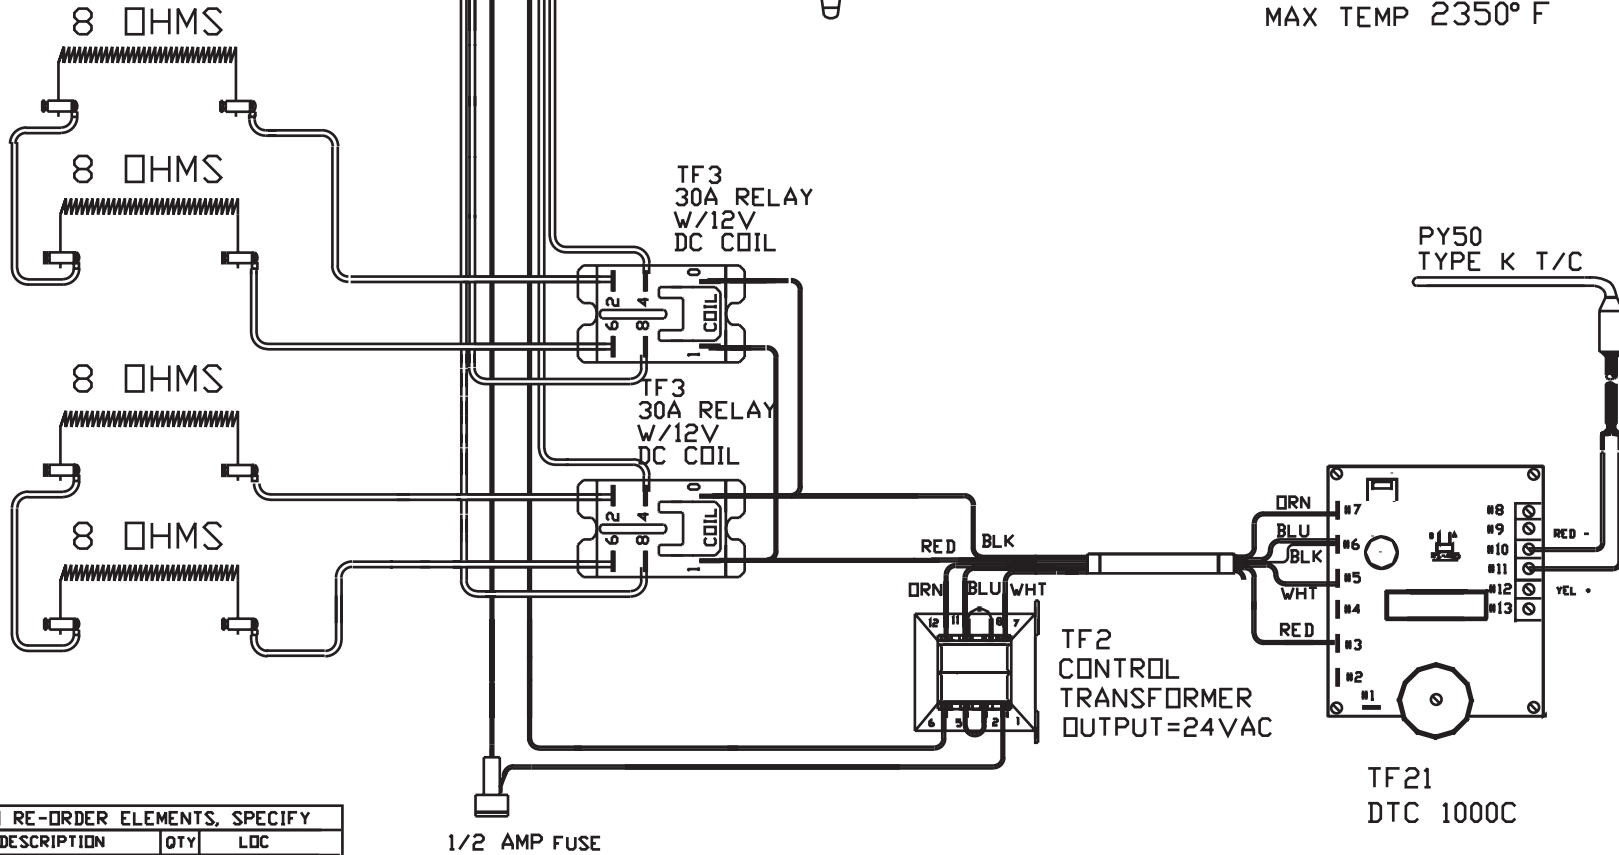 8 OHMS
MAX TEMP 2350° F
8 OHMS
TF3
30A RELAY
W/12V
DC COIL
0
2
4
COIL
6
8
1
PY50
TYPE K T/C
8 OHMS
TF3
30A RELAY
W/12V
DC COIL
0
2
4
COIL
6
8
1
8 OHMS
RED
BLK
ORN
BLU
WHT
12
11
8
7
6
5
2
1
TF2
CONTROL
TRANSFORMER
OUTPUT=24VAC
ORN
BLU
BLK
WHT
RED
#7
#6
#5
#4
#3
#2
#1
#8
#9
#10
#11
#12
#13
RED -
YEL +
TF21
DTC 1000C
1/2 AMP FUSE
RE-ORDER ELEMENTS, SPECIFY
DESCRIPTION QTY LOC